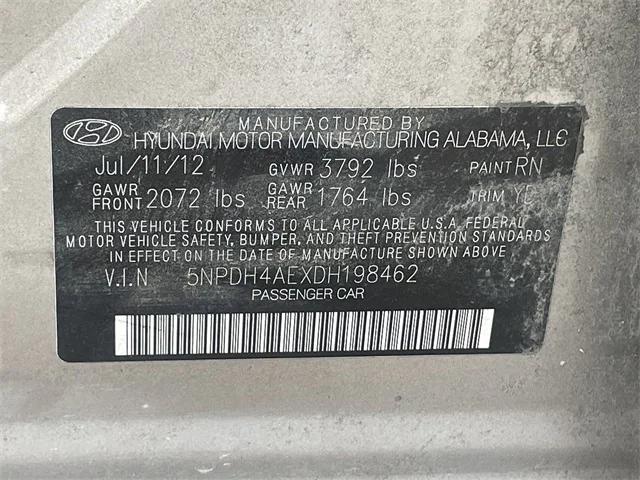 MANUFACTURED BY
HYUNDAI MOTOR MANUFACTURING ALABAMA, LLC
Jul/11/12 GVWR 3792 lbs PAINT RN
GAWR FRONT 2072 lbs GAWR REAR 1764 lbs TRIM
THIS VEHICLE CONFORMS TO ALL APPLICABLE U.S.A. FEDERAL
MOTOR VEHICLE SAFETY, BUMPER, AND THEFT PREVENTION STANDARDS
IN EFFECT ON THE DATE OF MANUFACTURE SHOWN ABOVE.
V.I.N 5NPDH4AEXDH198462
PASSENGER CAR